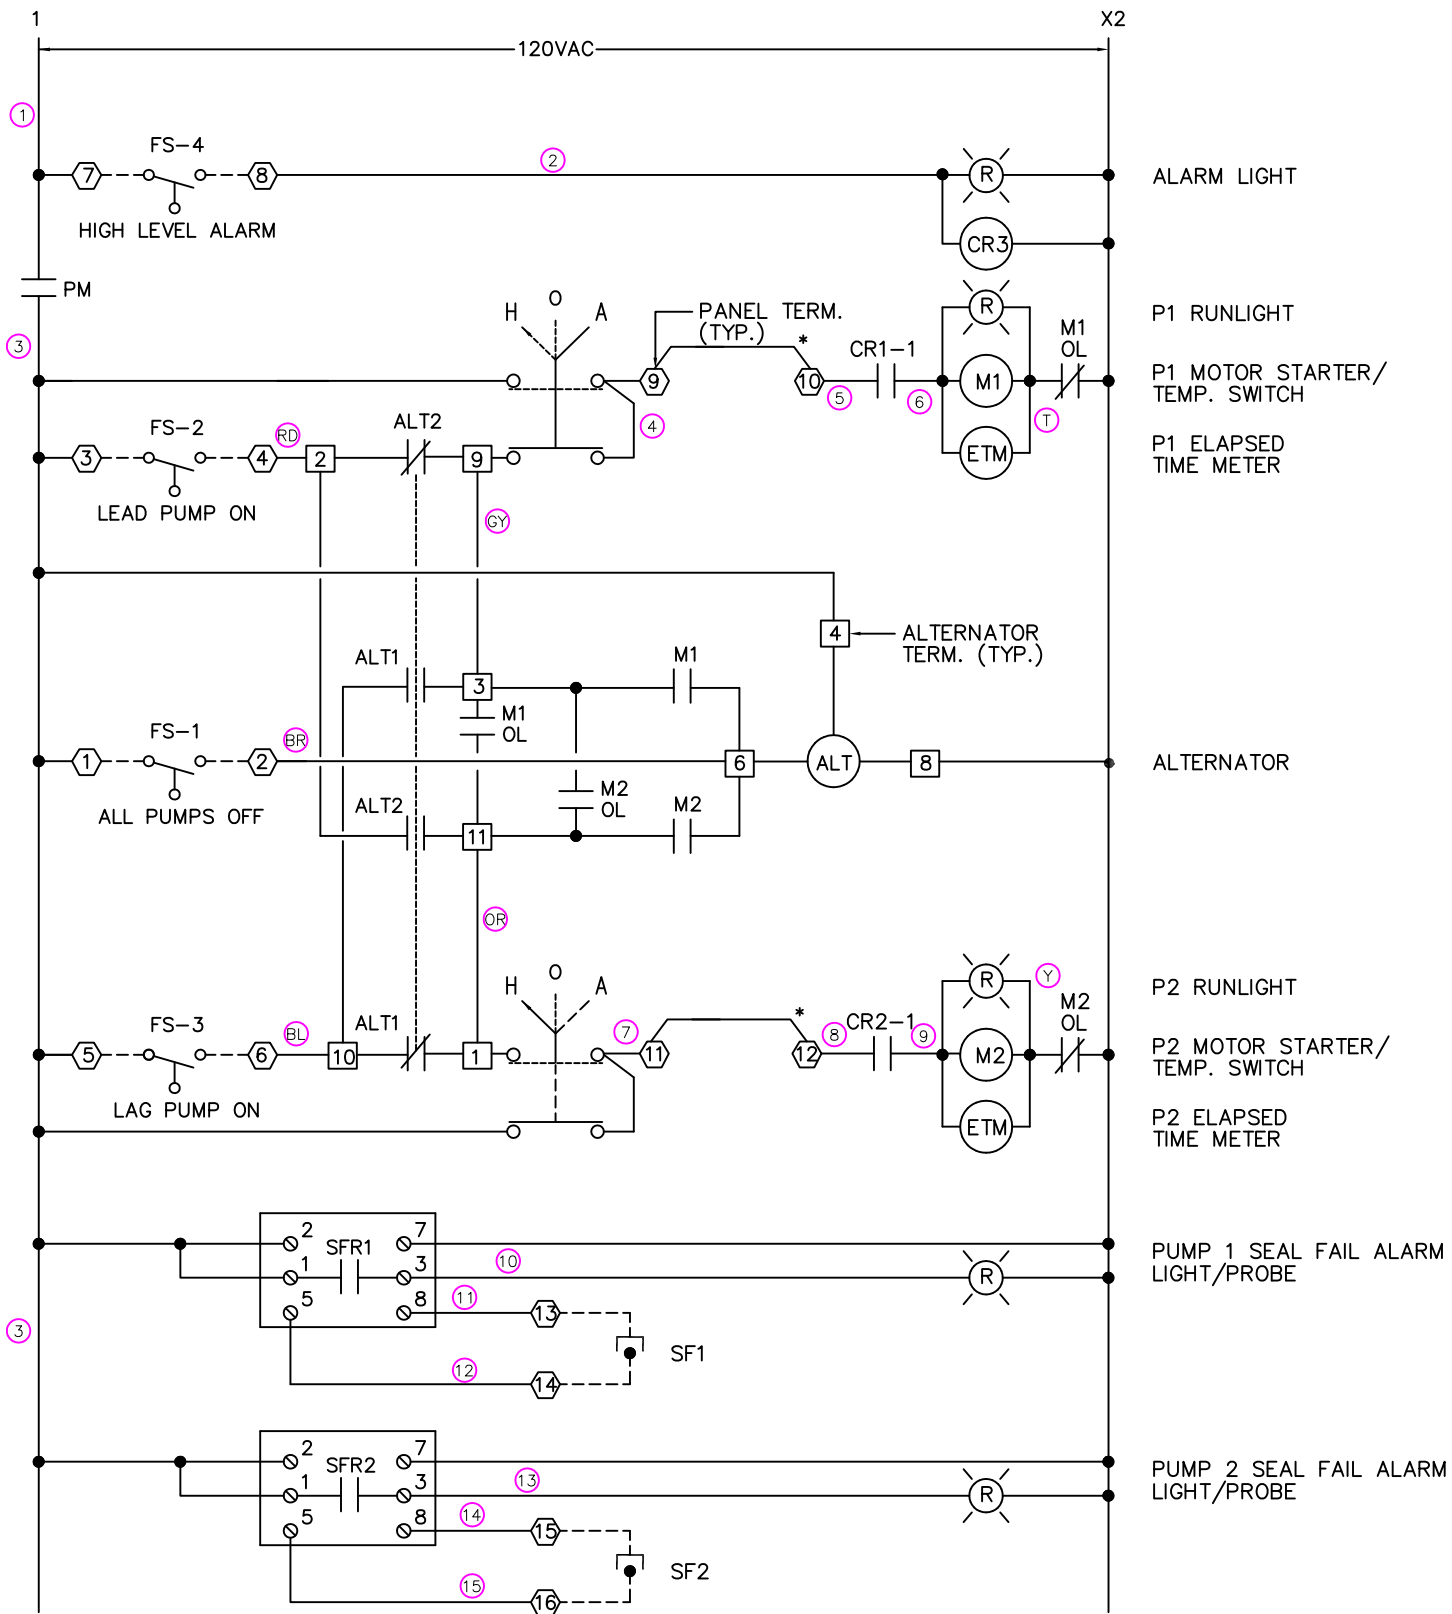 1
X2
120VAC
1
FS-4
2
7
8
R
ALARM LIGHT
HIGH LEVEL ALARM
CR3
PM
H
O
A
PANEL TERM.
(TYP.)
*
R
P1 RUNLIGHT
3
M1
OL
CR1-1
9
10
M1
P1 MOTOR STARTER/
TEMP. SWITCH
5
6
T
4
FS-2
RD
ALT2
3
4
2
9
ETM
P1 ELAPSED
TIME METER
LEAD PUMP ON
GY
4
ALTERNATOR
TERM. (TYP.)
ALT1
M1
3
M1
OL
FS-1
BR
1
2
6
ALT
8
ALTERNATOR
M2
OL
ALL PUMPS OFF
ALT2
M2
11
OR
H
O
A
R
Y
P2 RUNLIGHT
*
M2
OL
FS-3
BL
ALT1
7
8
CR2-1
9
5
6
10
1
11
12
M2
P2 MOTOR STARTER/
TEMP. SWITCH
LAG PUMP ON
ETM
P2 ELAPSED
TIME METER
2
7
SFR1
1
3
10
R
PUMP 1 SEAL FAIL ALARM
LIGHT/PROBE
5
8
11
13
3
SF1
12
14
2
7
SFR2
1
3
13
R
PUMP 2 SEAL FAIL ALARM
LIGHT/PROBE
5
8
14
15
SF2
15
16